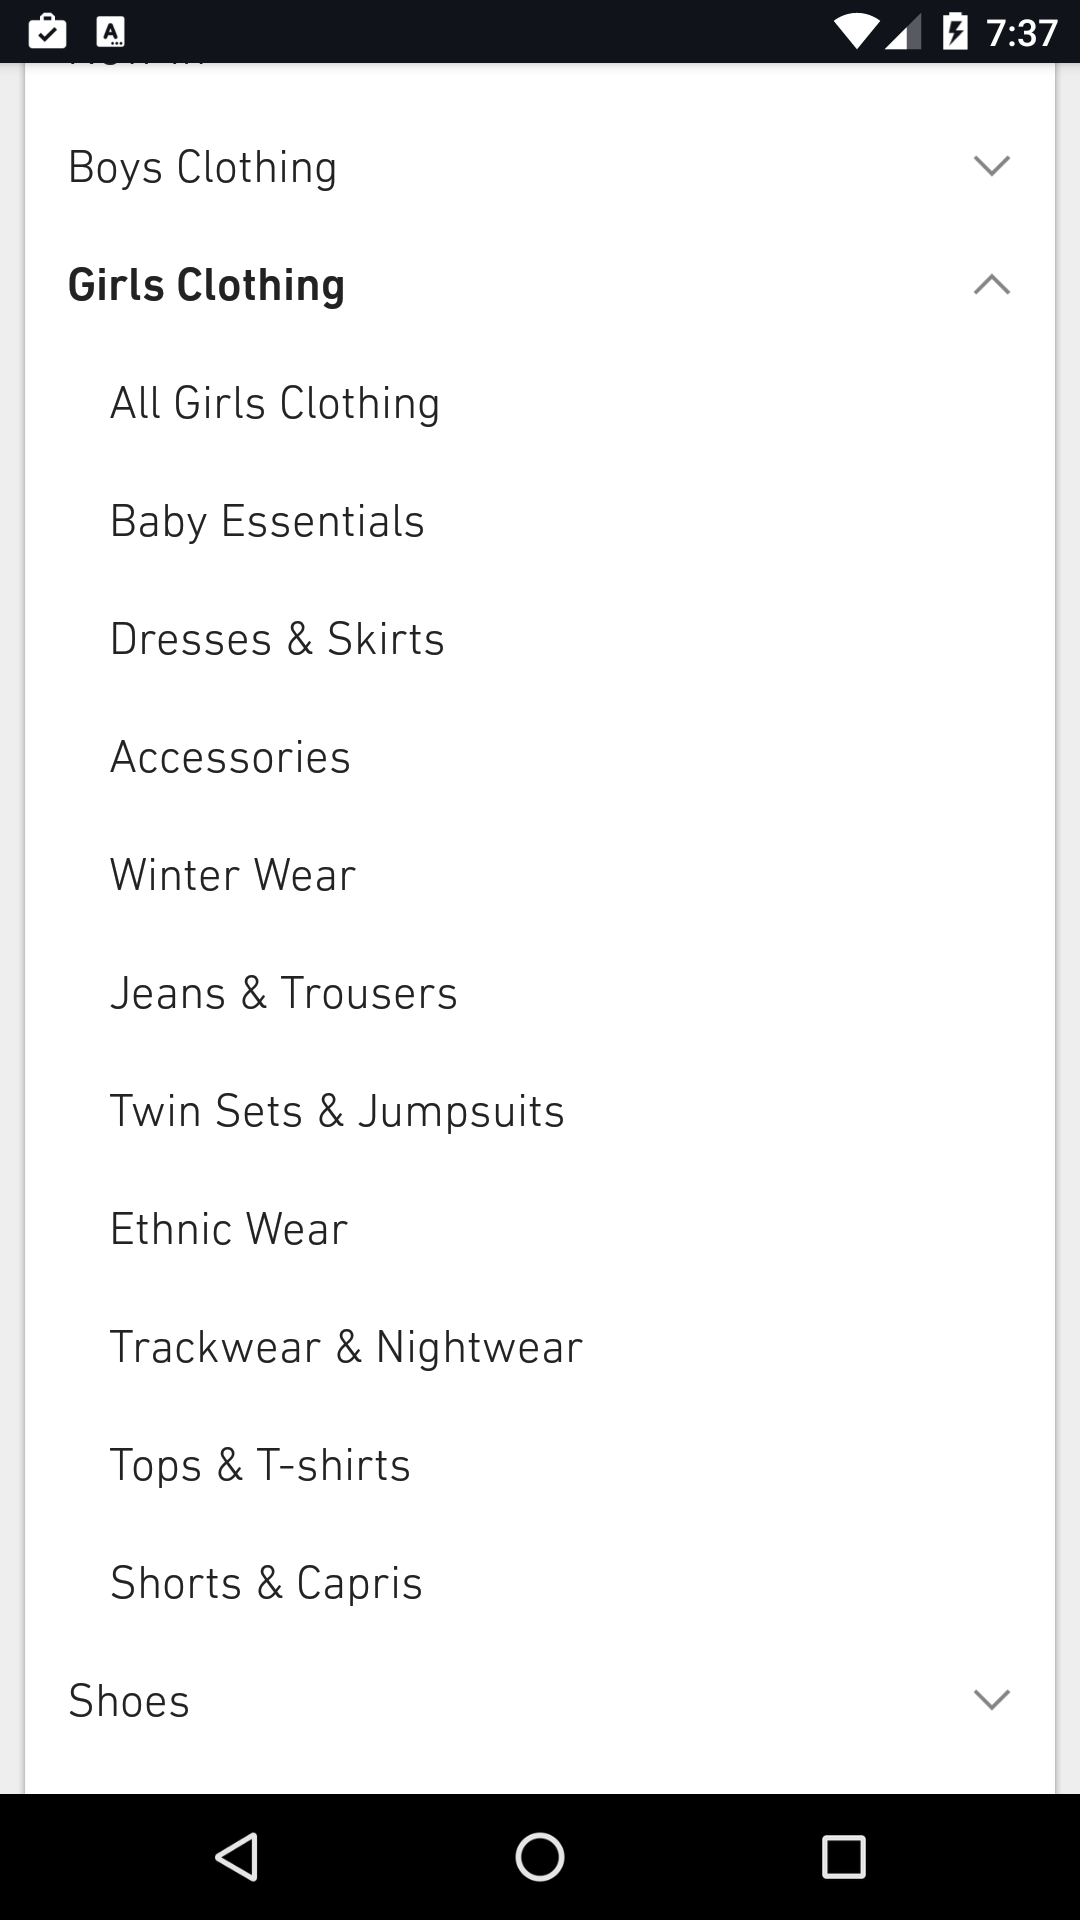 7:37
Boys Clothing
Girls Clothing
All Girls Clothing
Baby Essentials
Dresses & Skirts
Accessories
Winter Wear
Jeans & Trousers
Twin Sets & Jumpsuits
Ethnic Wear
Trackwear & Nightwear
Tops & T-shirts
Shorts & Capris
Shoes